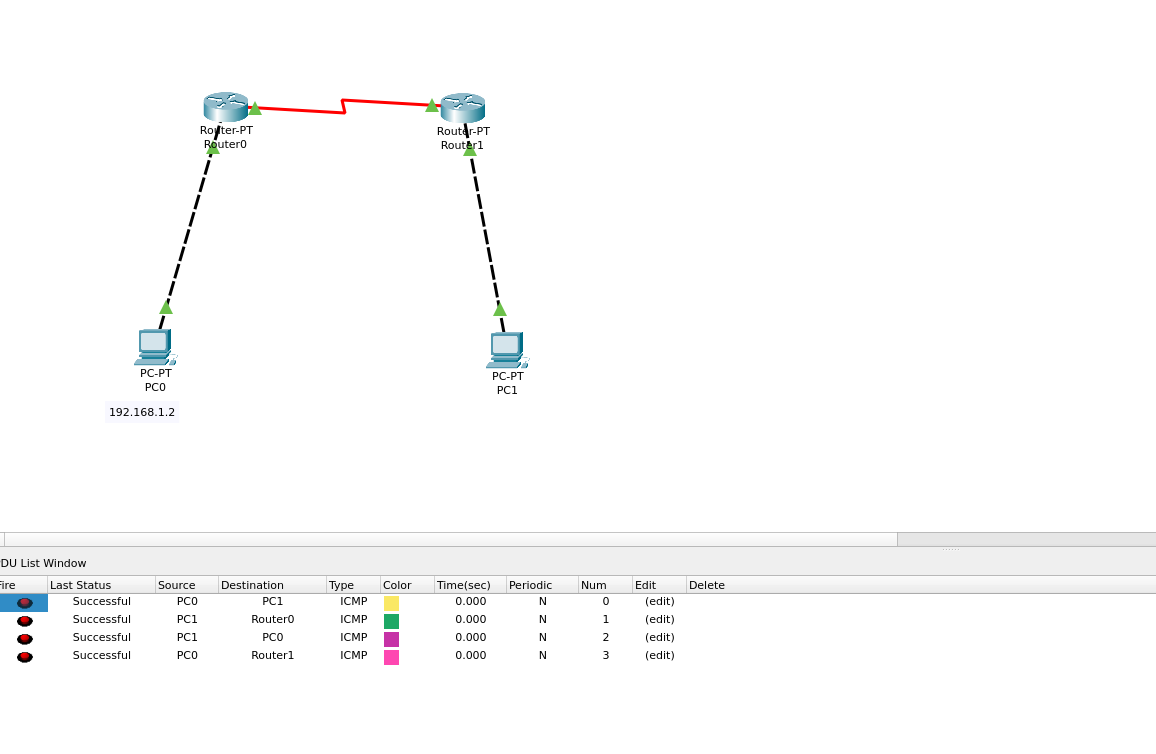 Router-PT
Router0
Router-PT
Router1
PC-PT
PC0
PC-PT
PC1
192.168.1.2
DU List Window
ire Last Status Source Destination Type Color Time(sec) Periodic Num Edit Delete
Successful PC0 PC1 ICMP 0.000 N 0 (edit)
Successful PC1 Router0 ICMP 0.000 N 1 (edit)
Successful PC1 PC0 ICMP 0.000 N 2 (edit)
Successful PC0 Router1 ICMP 0.000 N 3 (edit)